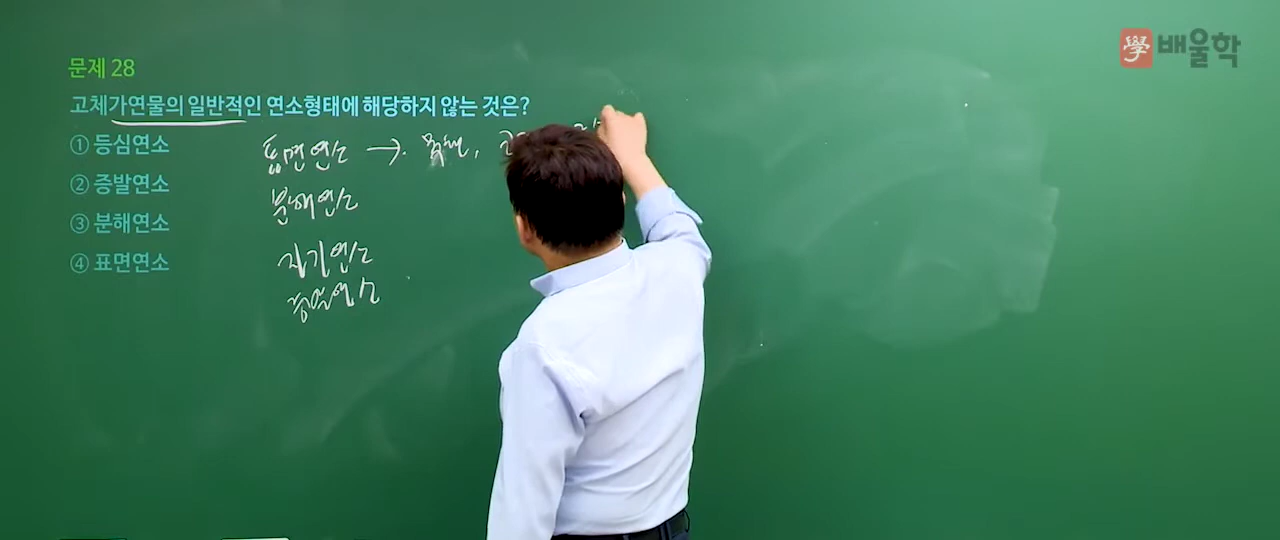 學 배울학
문제 28
고체가연물의 일반적인 연소형태에 해당하지 않는 것은?
① 등심연소
② 증발연소
③ 분해연소
④ 표면연소
표면연소 →
분해연소
자기연소
증발연소